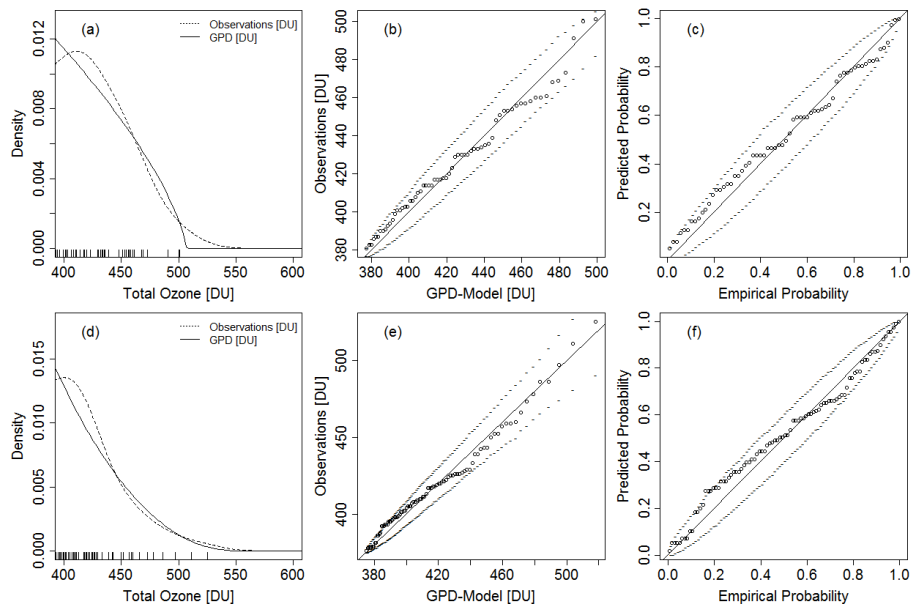 (a)
Observations [DU]
GPD [DU]
Density
0.000 0.004 0.008 0.012
400 450 500 550 600
Total Ozone [DU]
(b)
Observations [DU]
380 400 420 440 460 480 500
380 400 420 440 460 480 500
GPD-Model [DU]
(c)
Predicted Probability
0.2 0.4 0.6 0.8 1.0
0.0 0.2 0.4 0.6 0.8 1.0
Empirical Probability
(d)
Observations [DU]
GPD [DU]
Density
0.000 0.005 0.010 0.015
400 450 500 550 600
Total Ozone [DU]
(e)
Observations [DU]
400 450 500
380 400 420 440 460 480 500
GPD-Model [DU]
(f)
Predicted Probability
0.2 0.4 0.6 0.8 1.0
0.0 0.2 0.4 0.6 0.8 1.0
Empirical Probability